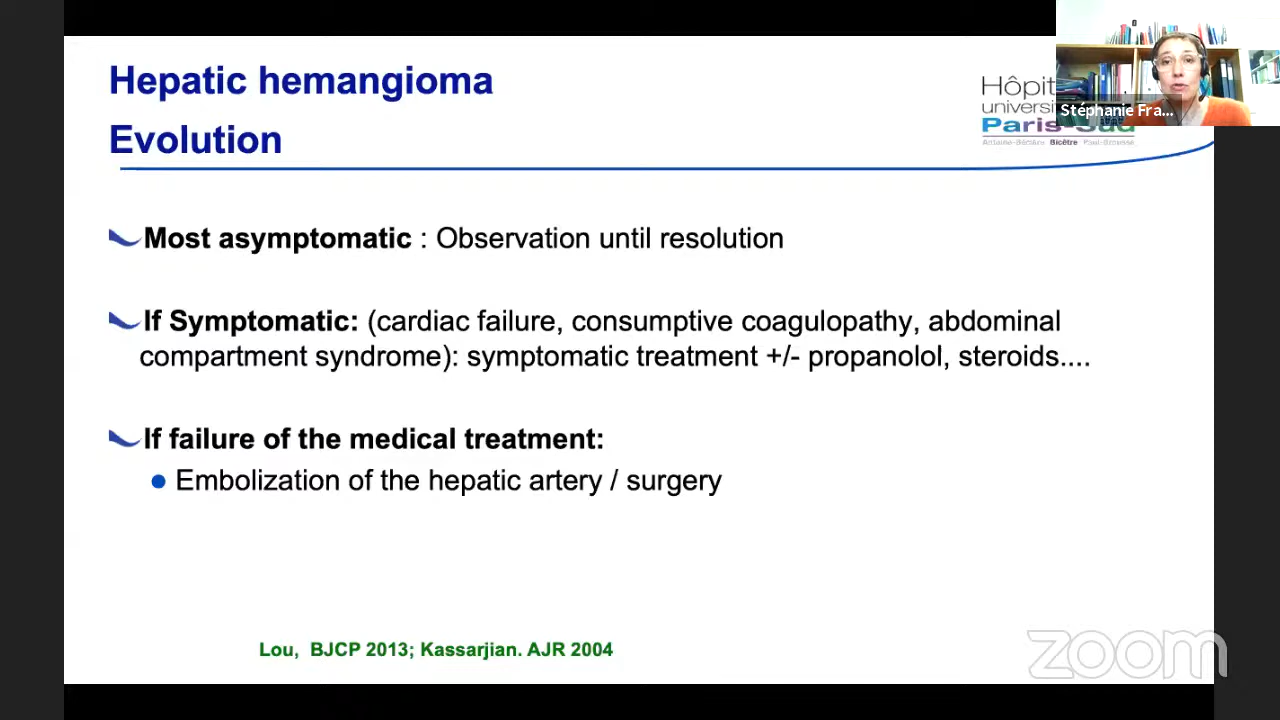 Hepatic hemangioma
Evolution
Hôpit
universi
Paris-Sud
Antoine-Béclère Bicêtre Paul-Brousse
Stéphanie Fra...
Most asymptomatic : Observation until resolution
If Symptomatic: (cardiac failure, consumptive coagulopathy, abdominal
compartment syndrome): symptomatic treatment +/- propanolol, steroids....
If failure of the medical treatment:
Embolization of the hepatic artery / surgery
Lou, BJCP 2013; Kassarjian. AJR 2004
zoom